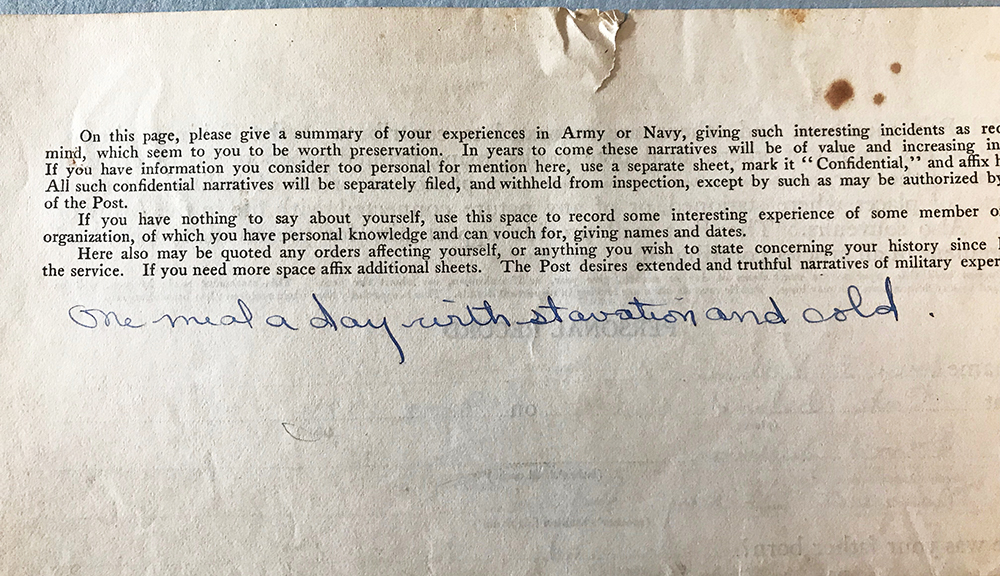 On this page, please give a summary of your experiences in Army or Navy, giving such interesting incidents as
mind, which seem to you to be worth preservation. In years to come these narratives will be of value and increasing in
If you have information you consider too personal for mention here, use a separate sheet, mark it "Confidential," and affix
All such confidential narratives will be separately filed, and withheld from inspection, except by such as may be authorized by
of the Post.
If you have nothing to say about yourself, use this space to record some interesting experience of some member
organization, of which you have personal knowledge and can vouch for, giving names and dates.
Here also may be quoted any orders affecting yourself, or anything you wish to state concerning your history since
the service. If you need more space affix additional sheets. The Post desires extended and truthful narratives of military
One meal a day with stavation and cold.